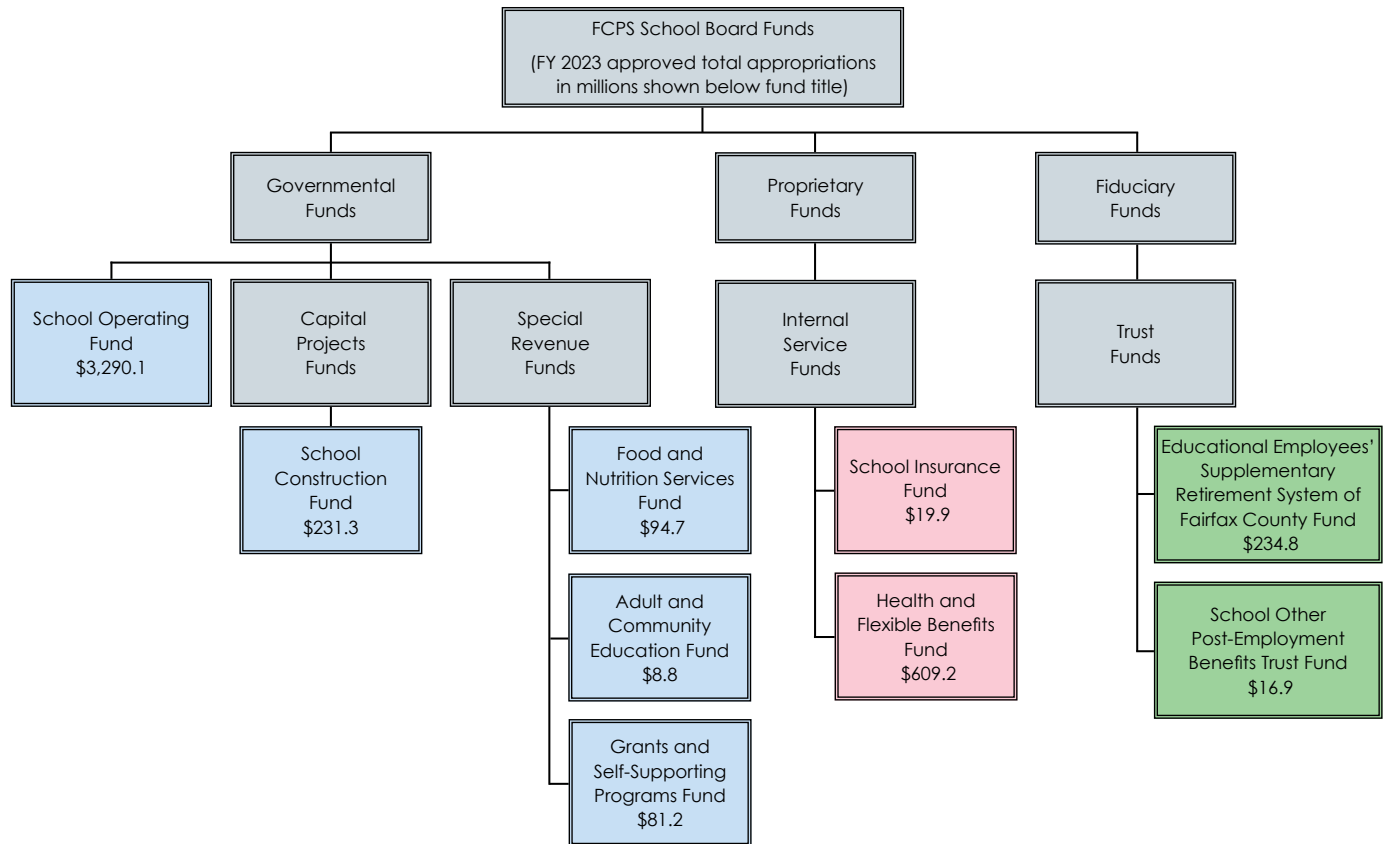 FCPS School Board Funds
(FY 2023 approved total appropriations
in millions shown below fund title)
Governmental
Funds
Proprietary
Funds
Fiduciary
Funds
School Operating
Fund
$3,290.1
Capital
Projects
Funds
Special
Revenue
Funds
Internal
Service
Funds
Trust
Funds
School
Construction
Fund
$231.3
Food and
Nutrition Services
Fund
$94.7
School Insurance
Fund
$19.9
Educational Employees'
Supplementary
Retirement System of
Fairfax County Fund
$234.8
Adult and
Community
Education Fund
$8.8
Health and
Flexible Benefits
Fund
$609.2
School Other
Post-Employment
Benefits Trust Fund
$16.9
Grants and
Self-Supporting
Programs Fund
$81.2